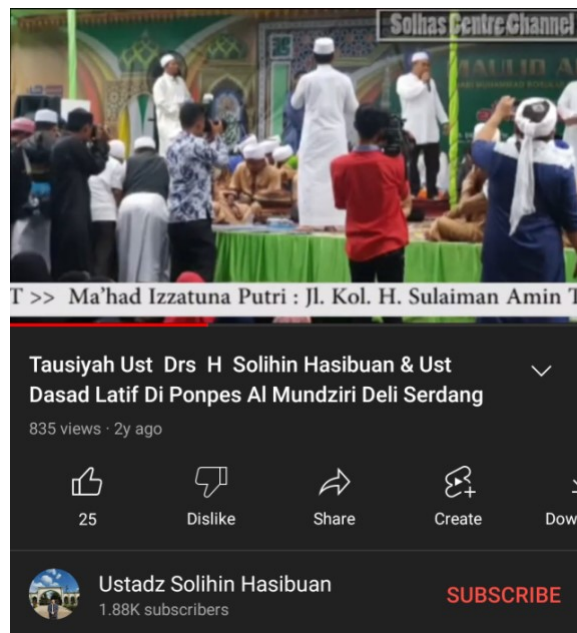 Solhas Centre Channel
MAULID A
T >> Ma'had Izzatuna Putri : Jl. Kol. H. Sulaiman Amin T
Tausiyah Ust Drs H Solihin Hasibuan & Ust
Dasad Latif Di Ponpes Al Mundziri Deli Serdang
835 views · 2y ago
25
Dislike
Share
Create
Dow
Ustadz Solihin Hasibuan
1.88K subscribers
SUBSCRIBE